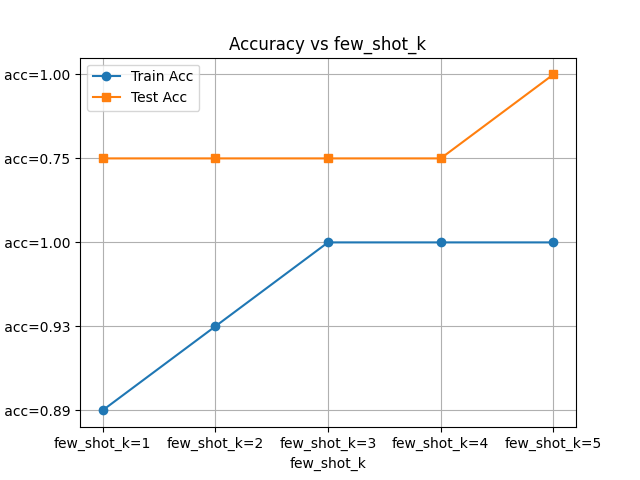 Accuracy vs few_shot_k
Train Acc
Test Acc
acc=1.00
acc=0.75
acc=1.00
acc=0.93
acc=0.89
few_shot_k=1
few_shot_k=2
few_shot_k=3
few_shot_k=4
few_shot_k=5
few_shot_k